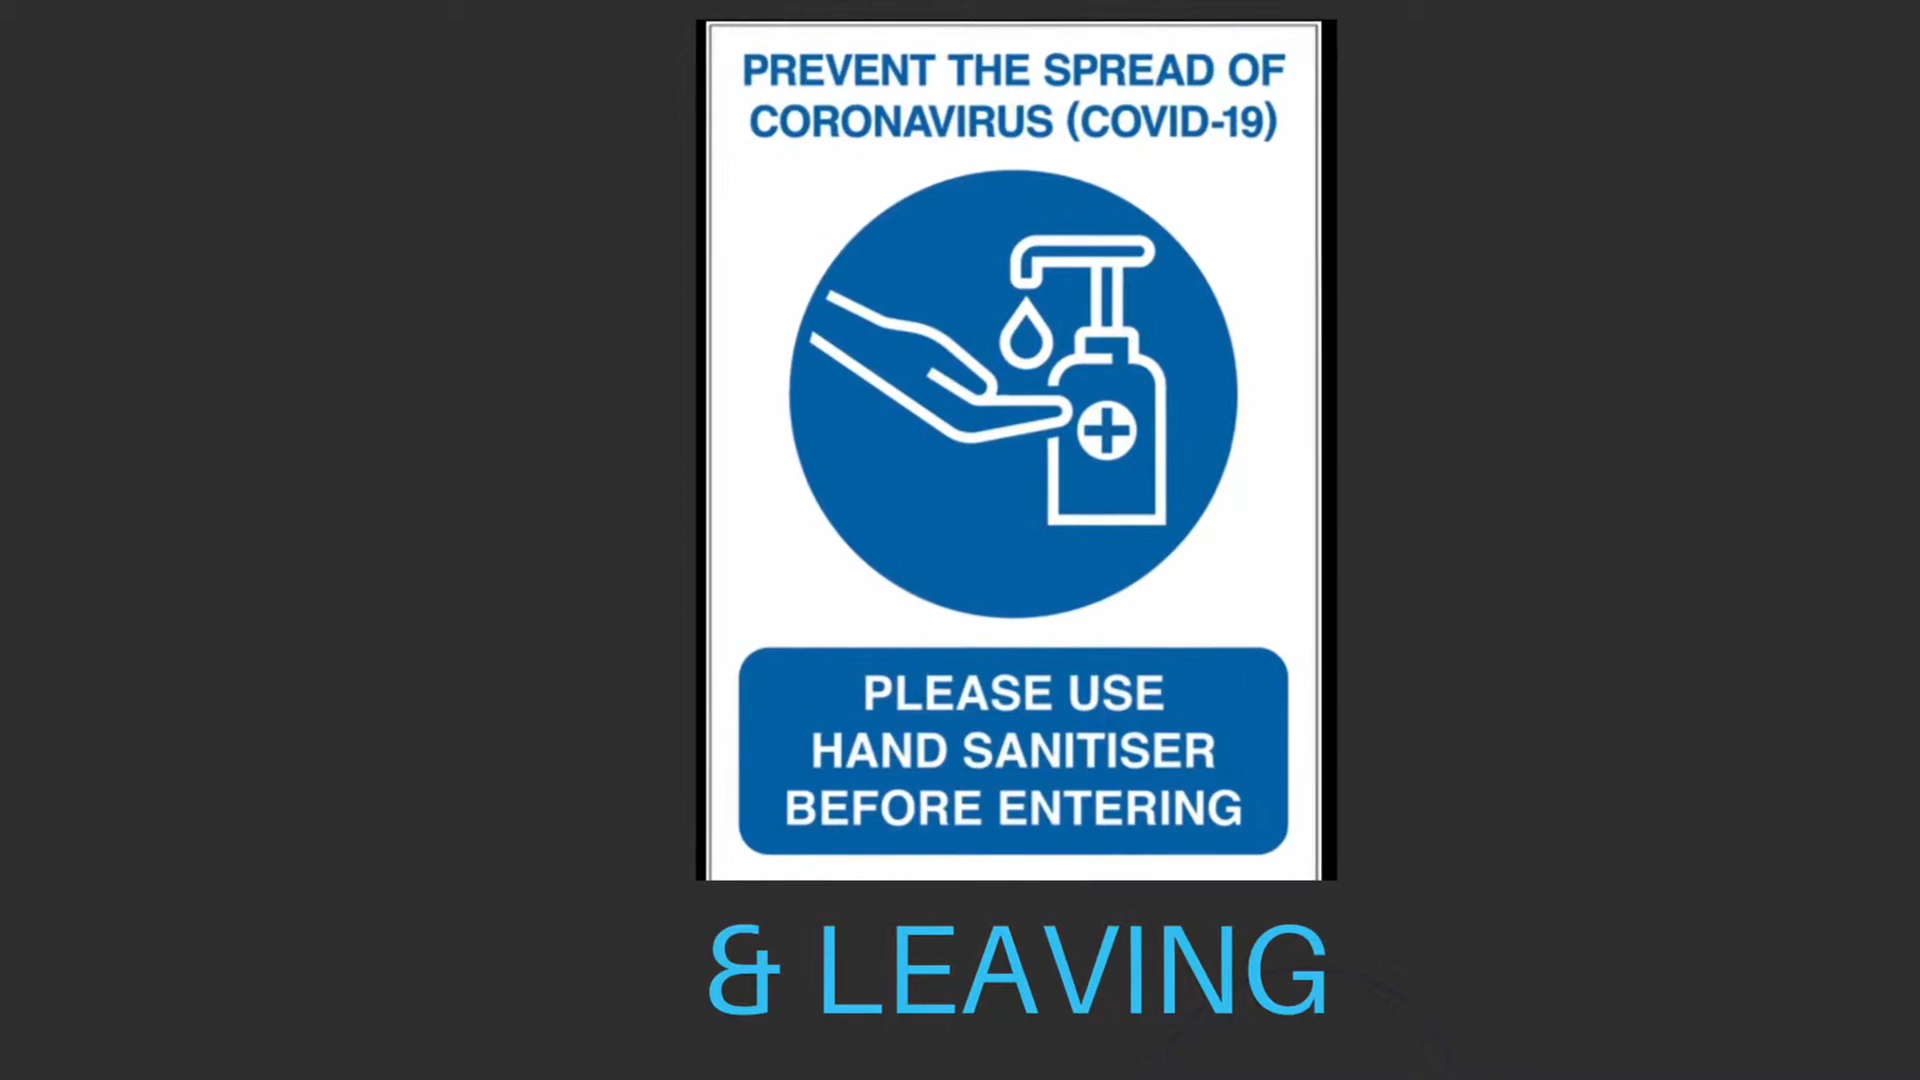 PREVENT THE SPREAD OF
CORONAVIRUS (COVID-19)
PLEASE USE
HAND SANITISER
BEFORE ENTERING
& LEAVING